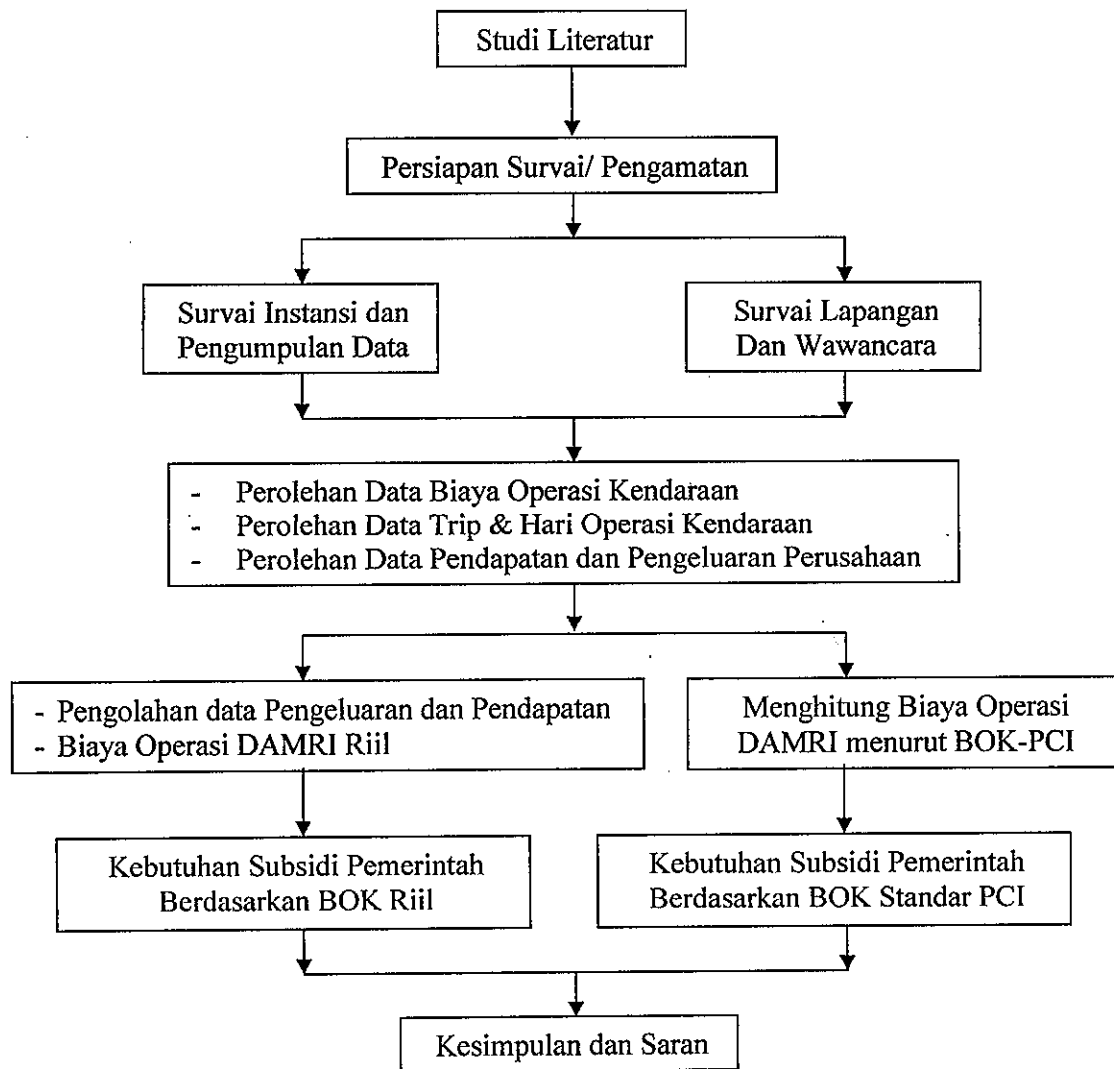 Studi Literatur
Persiapan Survai/ Pengamatan
Survai Instansi dan
Pengumpulan Data
Survai Lapangan
Dan Wawancara
- Perolehan Data Biaya Operasi Kendaraan
- Perolehan Data Trip & Hari Operasi Kendaraan
- Perolehan Data Pendapatan dan Pengeluaran Perusahaan
- Pengolahan data Pengeluaran dan Pendapatan
- Biaya Operasi DAMRI Riil
Menghitung Biaya Operasi
DAMRI menurut BOK-PCI
Kebutuhan Subsidi Pemerintah
Berdasarkan BOK Riil
Kebutuhan Subsidi Pemerintah
Berdasarkan BOK Standar PCI
Kesimpulan dan Saran